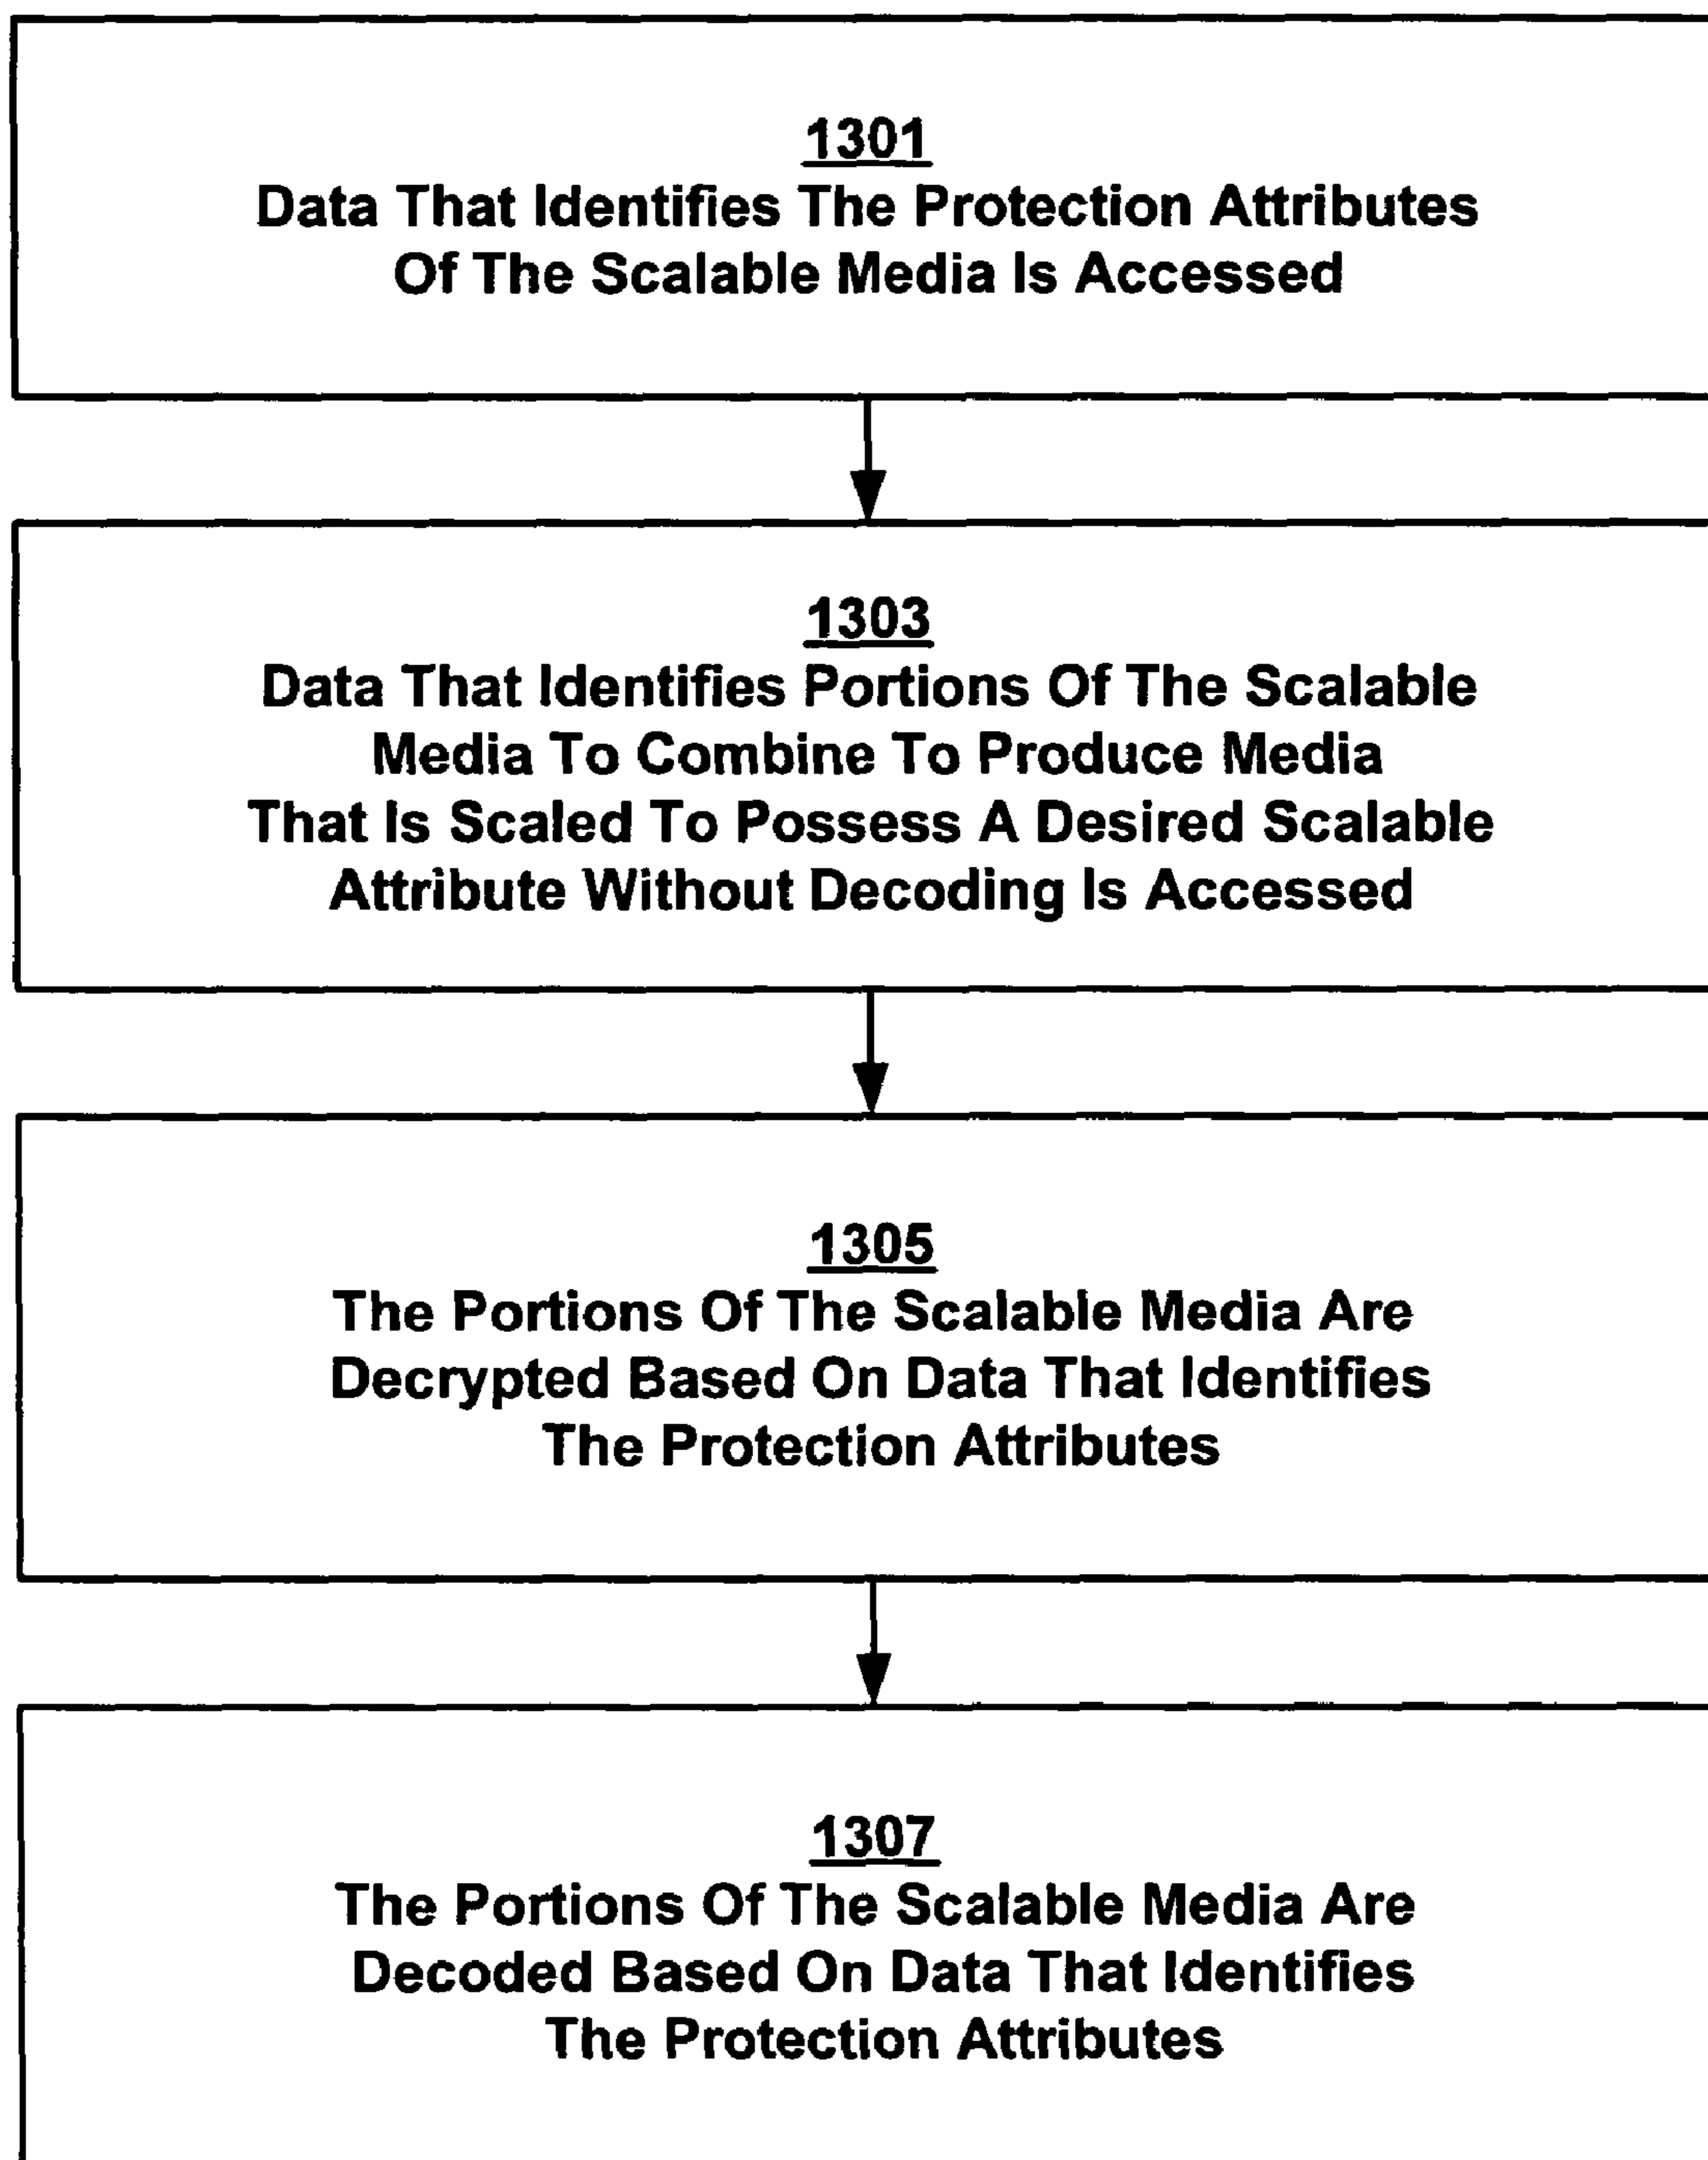 1301
Data That Identifies The Protection Attributes
Of The Scalable Media Is Accessed
1303
Data That Identifies Portions Of The Scalable
Media To Combine To Produce Media
That Is Scaled To Possess A Desired Scalable
Attribute Without Decoding Is Accessed
1305
The Portions Of The Scalable Media Are
Decrypted Based On Data That Identifies
The Protection Attributes
1307
The Portions Of The Scalable Media Are
Decoded Based On Data That Identifies
The Protection Attributes